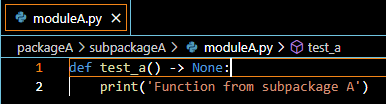 moduleA.py ×
packageA > subpackageA > moduleA.py > test_a
1 def test_a() -> None:
2     print('Function from subpackage A')